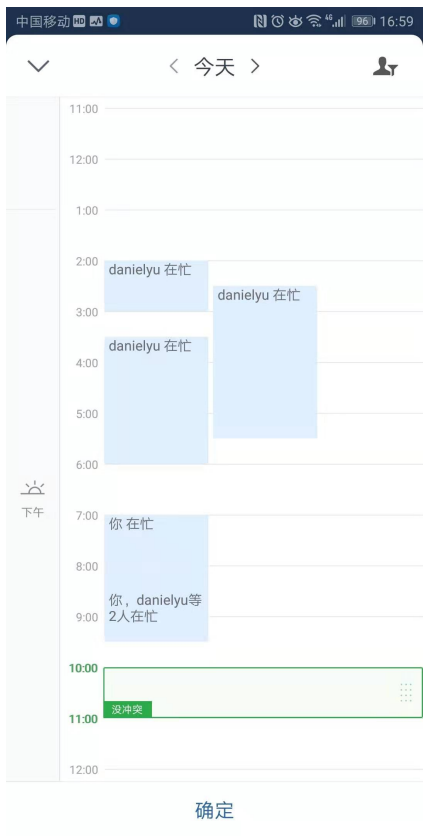 中国移动 HD 4G 96 16:59
今天
11:00
12:00
1:00
2:00
danielyu 在忙
danielyu 在忙
3:00
danielyu 在忙
4:00
5:00
6:00
下午
7:00
你 在忙
8:00
你，danielyu等
2人在忙
9:00
10:00
没冲突
11:00
12:00
确定